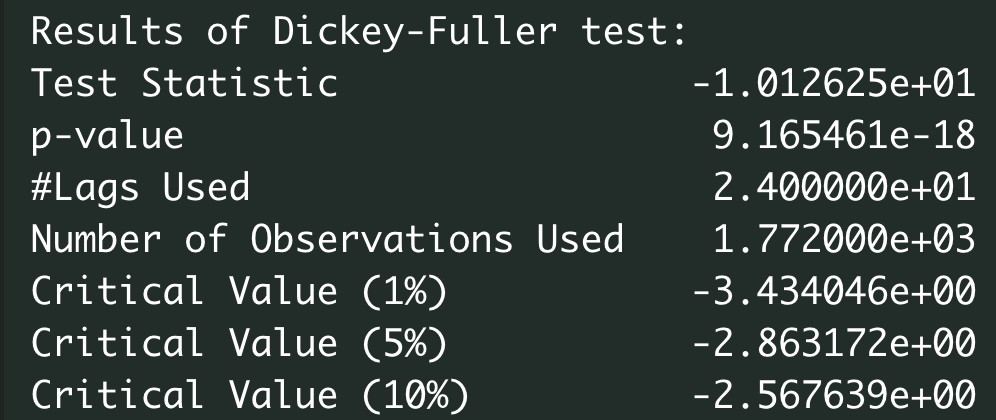 Results of Dickey-Fuller test:
Test Statistic -1.012625e+01
p-value 9.165461e-18
#Lags Used 2.400000e+01
Number of Observations Used 1.772000e+03
Critical Value (1%) -3.434046e+00
Critical Value (5%) -2.863172e+00
Critical Value (10%) -2.567639e+00